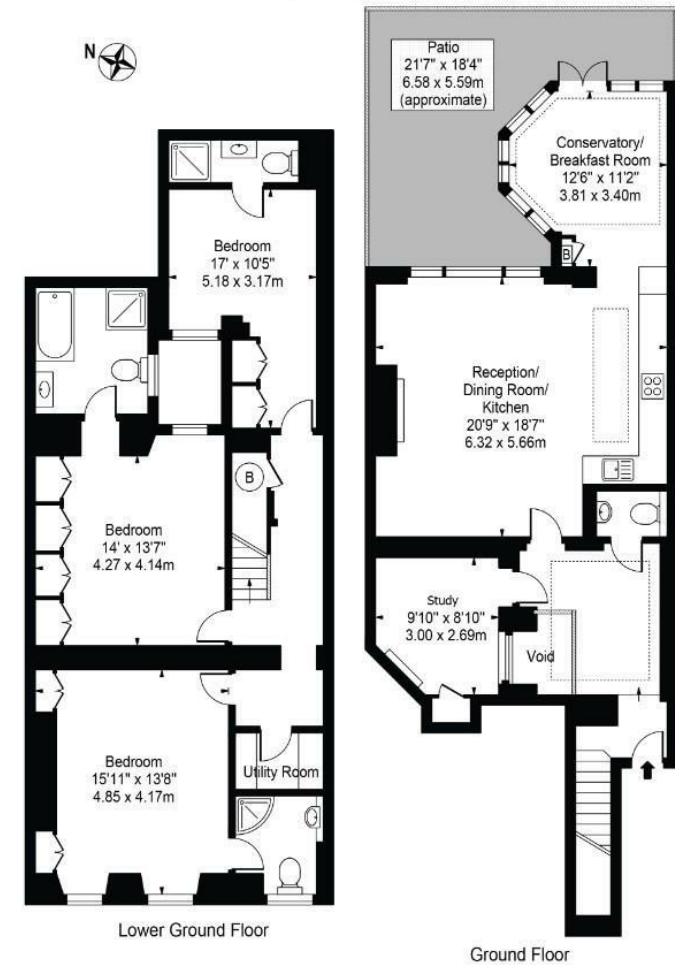 N
Bedroom
17' x 10'5"
5.18 x 3.17m
B
Bedroom
14' x 13'7"
4.27 x 4.14m
Bedroom
15'11" x 13'8"
4.85 x 4.17m
Utility Room
Lower Ground Floor
Patio
21'7" x 18'4"
6.58 x 5.59m
(approximate)
Conservatory/
Breakfast Room
12'6" x 11'2"
3.81 x 3.40m
B
Reception/
Dining Room/
Kitchen
20'9" x 18'7"
6.32 x 5.66m
Study
9'10" x 8'10"
3.00 x 2.69m
Void
Ground Floor